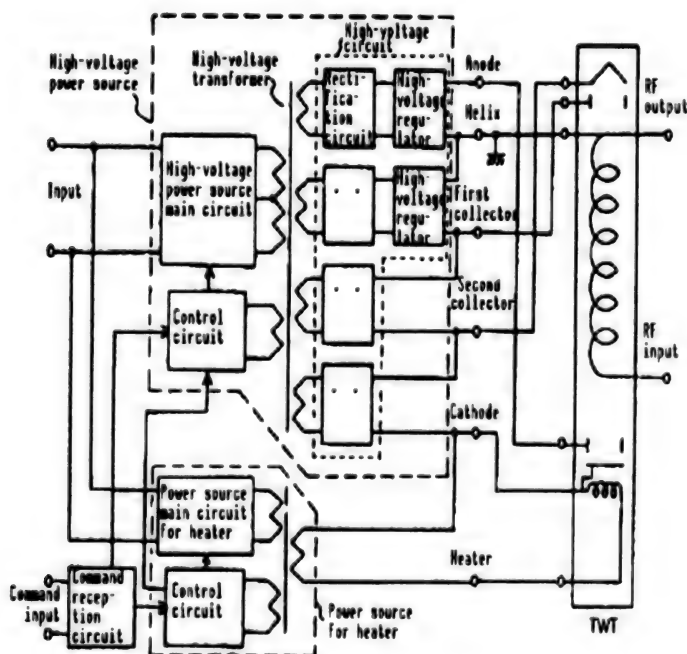 High-voltage
circuit
High-voltage
power source
High-voltage
transformer
Anode
Recti-
fication
circuit
High-
voltage
regu-
lator
RF
output
Helix
Input
High-voltage
power source
main circuit
High-
voltage
regu-
lator
First
collector
Second
collector
Control
circuit
RF
input
Cathode
Power source
main circuit
for heater
Heater
Command
input
Command
recep-
tion
circuit
Control
circuit
Power source
for heater
TWT